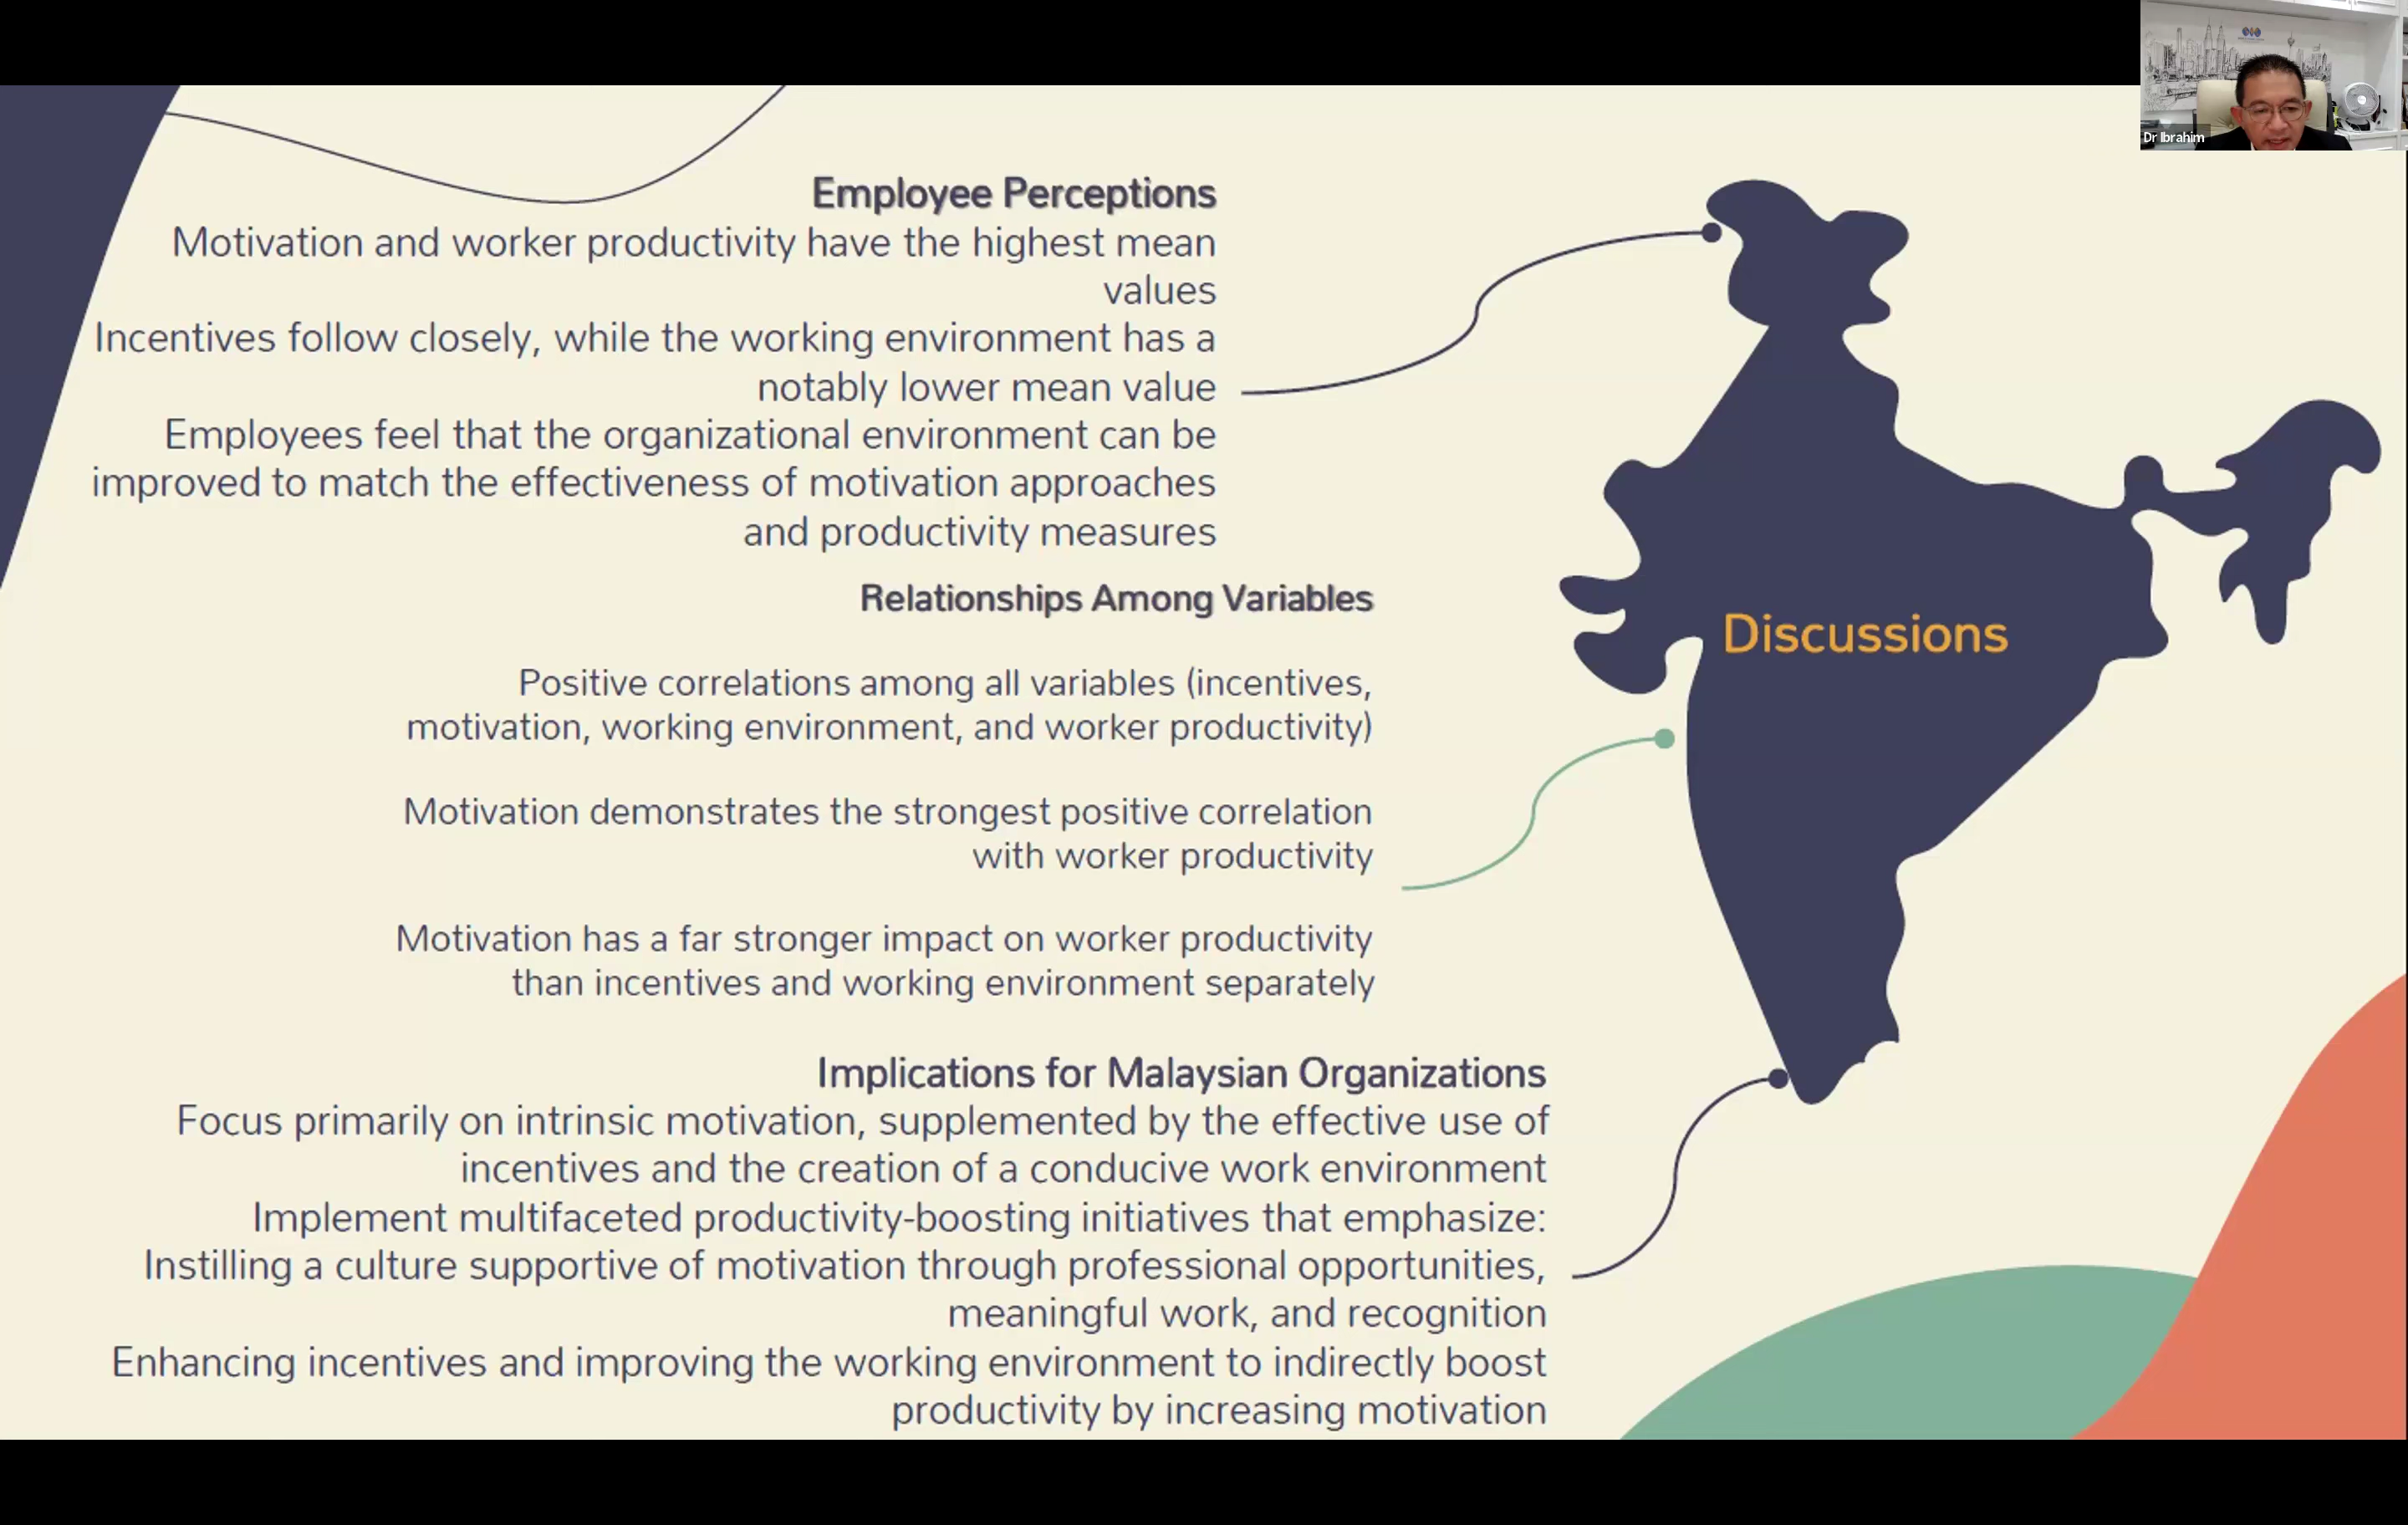 Dr Ibrahim
Employee Perceptions
Motivation and worker productivity have the highest mean
values
Incentives follow closely, while the working environment has a
notably lower mean value
Employees feel that the organizational environment can be
improved to match the effectiveness of motivation approaches
and productivity measures
Relationships Among Variables
Positive correlations among all variables (incentives,
motivation, working environment, and worker productivity)
Motivation demonstrates the strongest positive correlation
with worker productivity
Motivation has a far stronger impact on worker productivity
than incentives and working environment separately
Discussions
Implications for Malaysian Organizations
Focus primarily on intrinsic motivation, supplemented by the effective use of
incentives and the creation of a conducive work environment
Implement multifaceted productivity-boosting initiatives that emphasize:
Instilling a culture supportive of motivation through professional opportunities,
meaningful work, and recognition
Enhancing incentives and improving the working environment to indirectly boost
productivity by increasing motivation